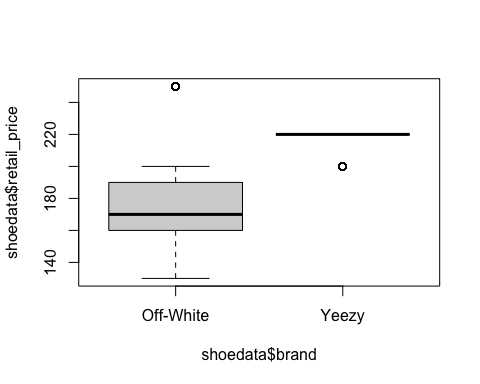 shoedata$retail_price
220
180
140
Off-White
Yeezy
shoedata$brand